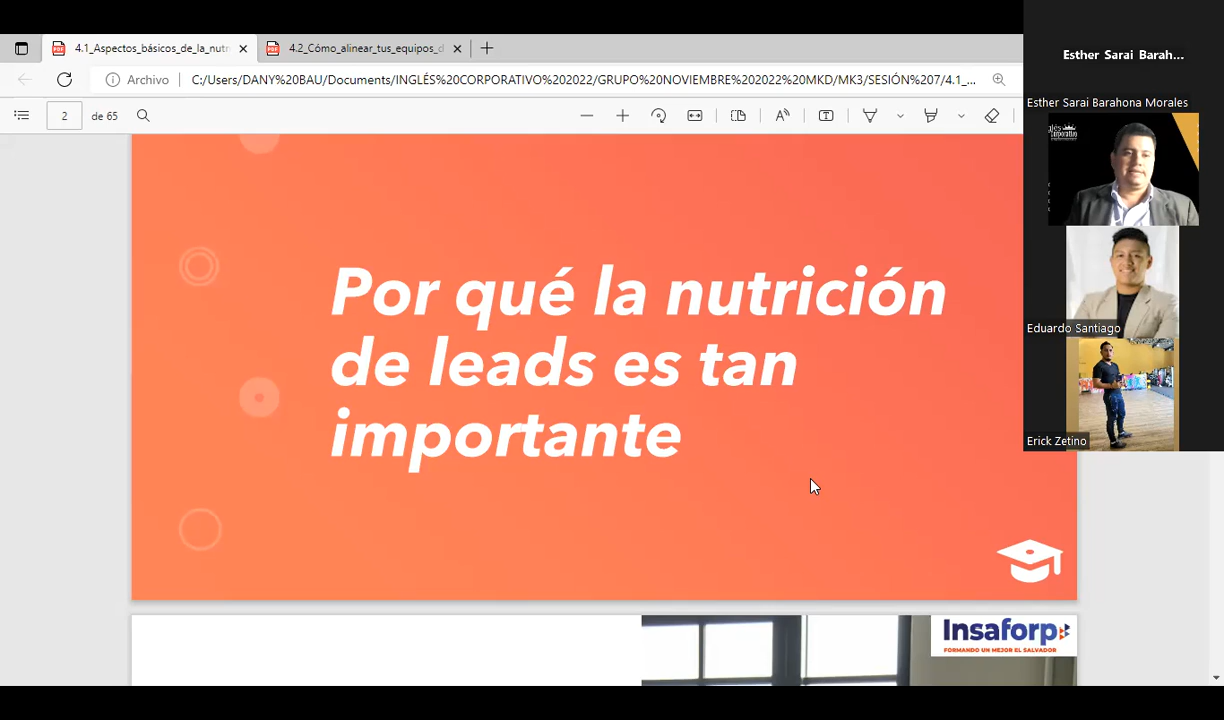 4.1_Aspectos_básicos_de_la_nutr
4.2_Cómo_alinear_tus_equipos_d
Archivo
C:/Users/DANY%20BAU/Documents/INGLÉS%20CORPORATIVO%202022/GRUPO%20NOVIEMBRE%202022%20MKD/MK3/SESIÓN%207/4.1_...
2
de 65
Por qué la nutrición
de leads es tan
importante
Insaforp
FORMANDO UN MEJOR EL SALVADOR
Esther Sarai Barah...
Esther Sarai Barahona Morales
Eduardo Santiago
Erick Zetino